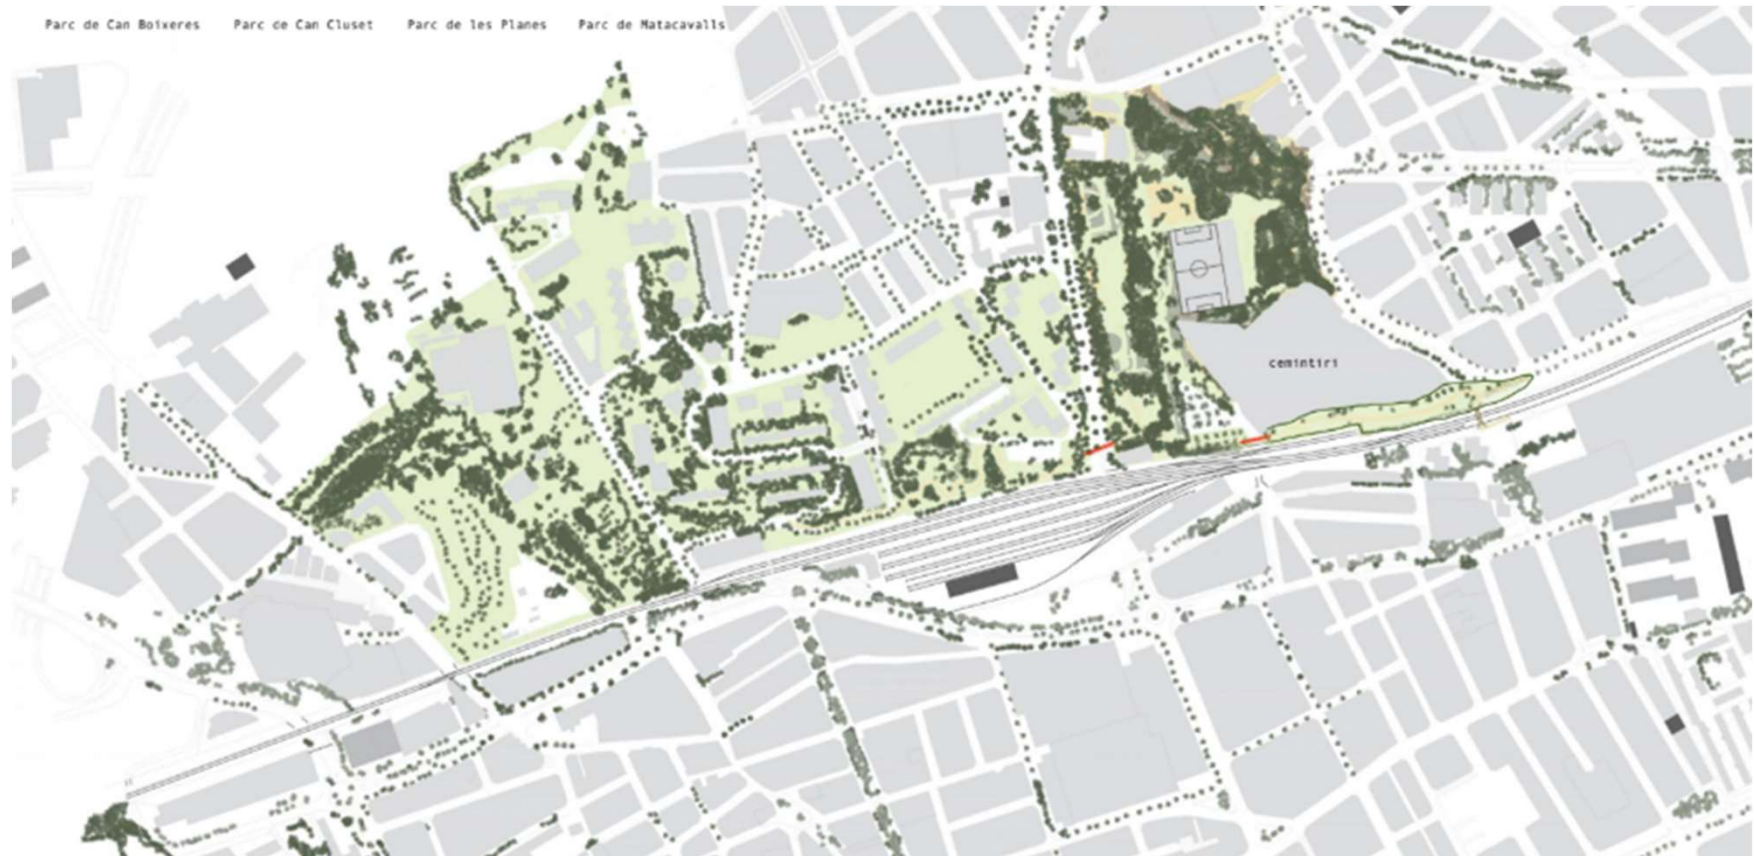 Parc de Can Boixeres Parc de Can Cluset Parc de les Planes Parc de Matacavalls
cemintiri